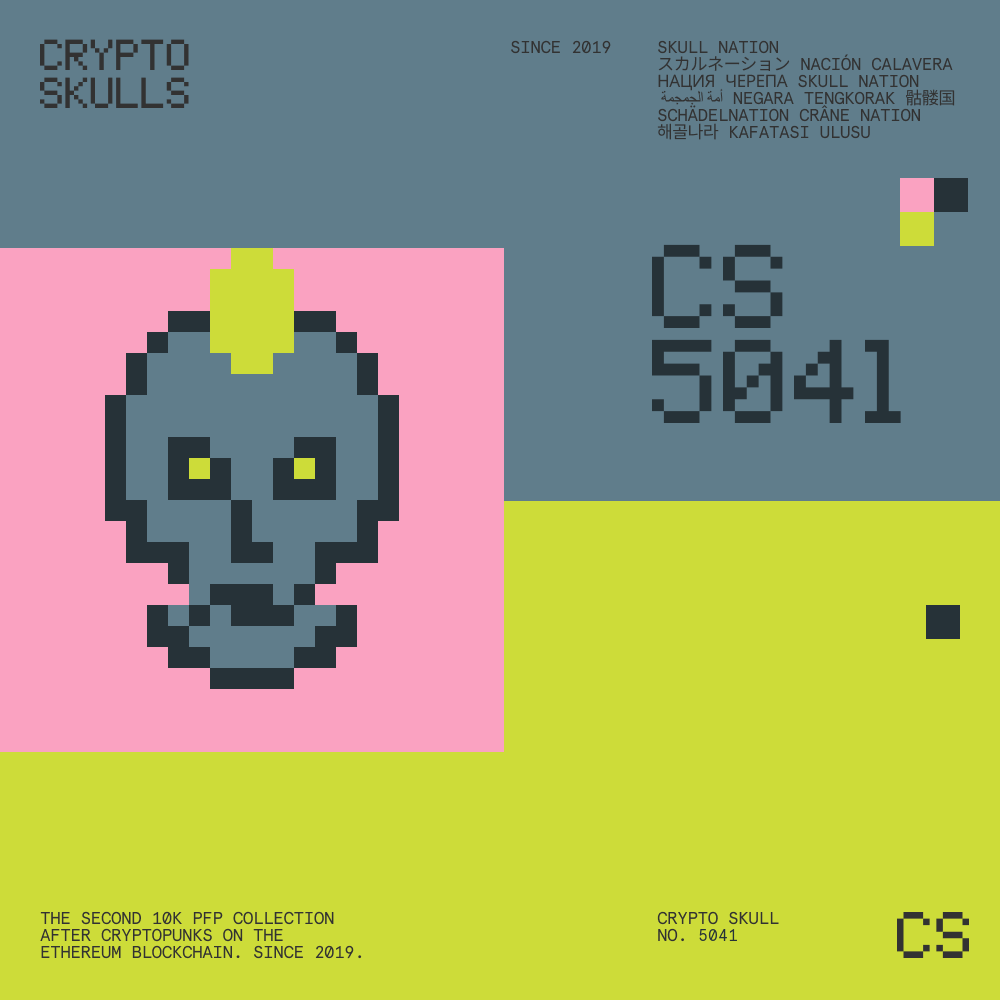 CRYPTO
SKULLS
SINCE 2019
SKULL NATION
スカルネーション NACIÓN CALAVERA
НАЦИЯ ЧЕРЕПА SKULL NATION
أمة الجمجمة NEGARA TENGKORAK 骷髅国
SCHÄDELNATION CRÂNE NATION
해골나라 KAFATASI ULUSU
CS
5041
THE SECOND 10K PFP COLLECTION
AFTER CRYPTOPUNKS ON THE
ETHEREUM BLOCKCHAIN. SINCE 2019.
CRYPTO SKULL
NO. 5041
CS